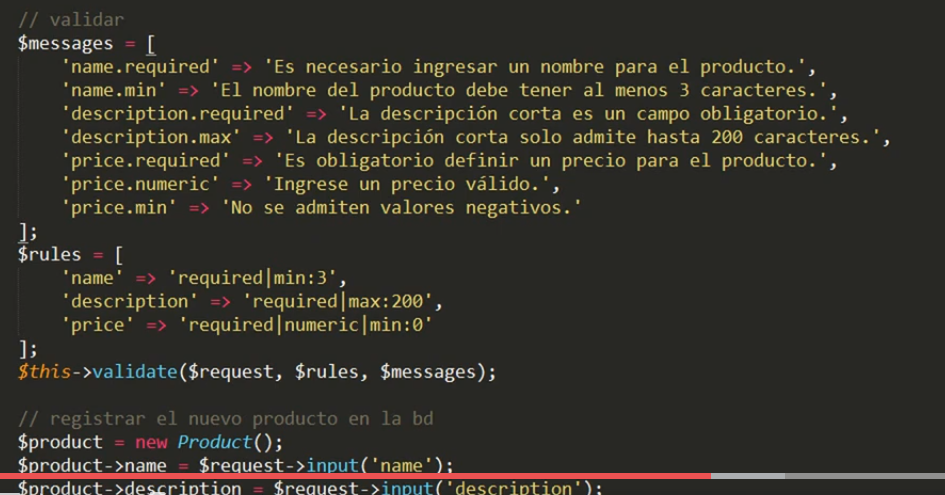 // validar
$messages = [
'name.required' => 'Es necesario ingresar un nombre para el producto.',
'name.min' => 'El nombre del producto debe tener al menos 3 caracteres.',
'description.required' => 'La descripción corta es un campo obligatorio.',
'description.max' => 'La descripción corta solo admite hasta 200 caracteres.',
'price.required' => 'Es obligatorio definir un precio para el producto.',
'price.numeric' => 'Ingrese un precio válido.',
'price.min' => 'No se admiten valores negativos.'
];
$rules = [
'name' => 'required|min:3',
'description' => 'required|max:200',
'price' => 'required|numeric|min:0'
];
$this->validate($request, $rules, $messages);
// registrar el nuevo producto en la bd
$product = new Product();
$product->name = $request->input('name');
$product->description = $request->input('description');